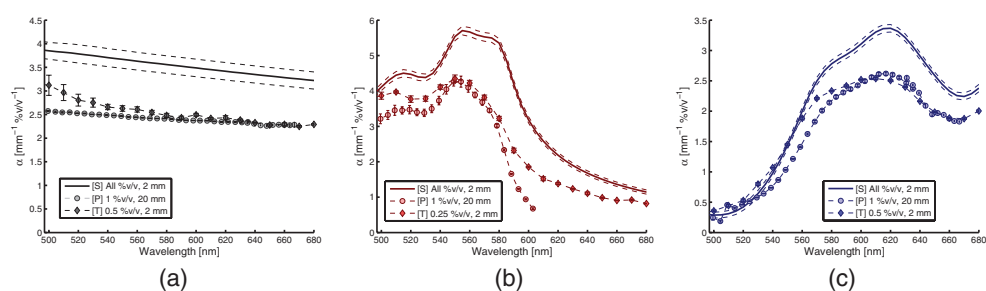 4.5
4
3.5
3
2.5
2
1.5
1
0.5
0
α [mm⁻¹ %v/v⁻¹]
[S] All %v/v, 2 mm
[P] 1 %v/v, 20 mm
[T] 0.5 %v/v, 2 mm
500 520 540 560 580 600 620 640 660 680
Wavelength [nm]
(a)
6
5
4
3
2
1
0
α [mm⁻¹ %v/v⁻¹]
[S] All %v/v, 2 mm
[P] 1 %v/v, 20 mm
[T] 0.25 %v/v, 2 mm
500 520 540 560 580 600 620 640 660 680
Wavelength [nm]
(b)
3.5
3
2.5
2
1.5
1
0.5
0
α [mm⁻¹ %v/v⁻¹]
[S] All %v/v, 2 mm
[P] 1 %v/v, 20 mm
[T] 0.5 %v/v, 2 mm
500 520 540 560 580 600 620 640 660 680
Wavelength [nm]
(c)